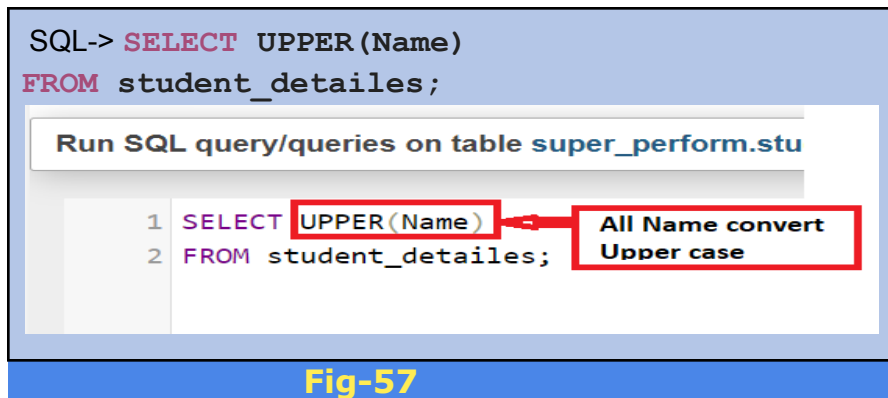 SQL-> SELECT UPPER(Name)
FROM student_detailes;
Run SQL query/queries on table super_perform.stu
1 SELECT UPPER(Name)
2 FROM student_detailes;
All Name convert
Upper case
Fig-57